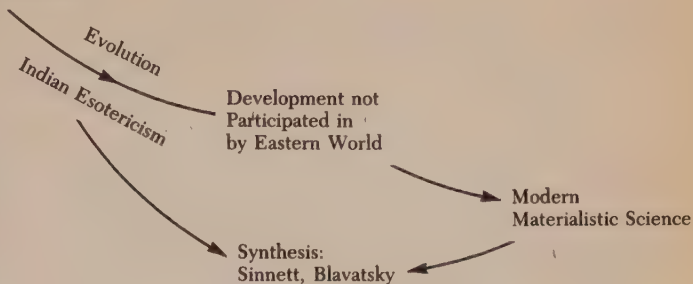 Evolution
Indian Esotericism
Development not
Participated in
by Eastern World
Modern
Materialistic Science
Synthesis:
Sinnett, Blavatsky